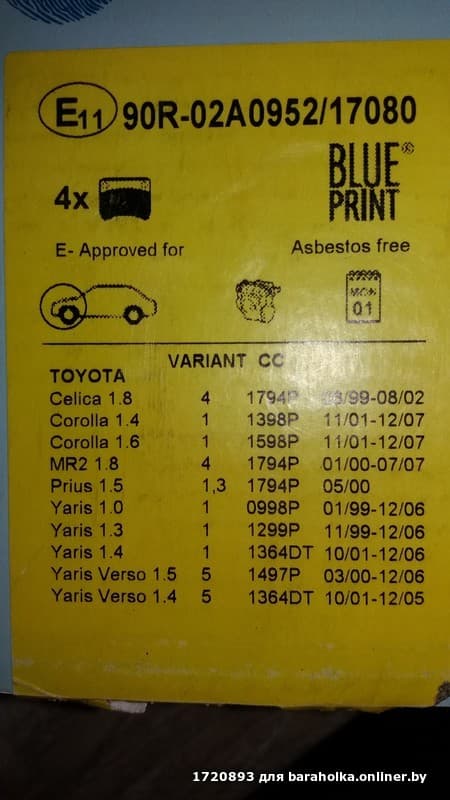 E11 90R-02A0952/17080
4x
BLUE PRINT®
E- Approved for Asbestos free
MON
01
VARIANT CC
TOYOTA
Celica 1.8 4 1794P 08/99-08/02
Corolla 1.4 1 1398P 11/01-12/07
Corolla 1.6 1 1598P 11/01-12/07
MR2 1.8 4 1794P 01/00-07/07
Prius 1.5 1,3 1794P 05/00
Yaris 1.0 1 0998P 01/99-12/06
Yaris 1.3 1 1299P 11/99-12/06
Yaris 1.4 1 1364DT 10/01-12/06
Yaris Verso 1.5 5 1497P 03/00-12/06
Yaris Verso 1.4 5 1364DT 10/01-12/05
1720893 для baraholka.onliner.by